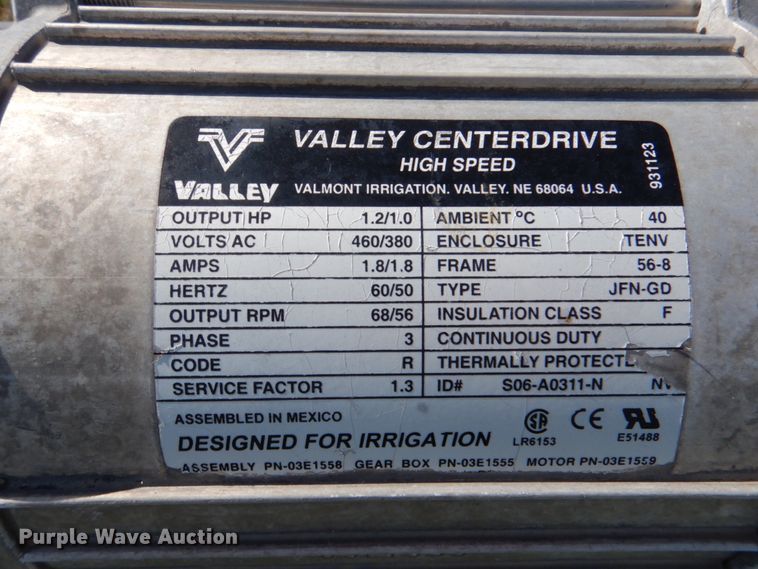 VALLEY CENTERDRIVE
HIGH SPEED
VALLEY
VALMONT IRRIGATION, VALLEY, NE 68064 U.S.A.
931123
OUTPUT HP 1.2/1.0 AMBIENT ºC 40
VOLTS AC 460/380 ENCLOSURE TENV
AMPS 1.8/1.8 FRAME 56-8
HERTZ 60/50 TYPE JFN-GD
OUTPUT RPM 68/56 INSULATION CLASS F
PHASE 3 CONTINUOUS DUTY
CODE R THERMALLY
SERVICE FACTOR 1.3 ID# S06-A0311-N
ASSEMBLED IN MEXICO
DESIGNED FOR IRRIGATION
LR6153
CE
E51488
ASSEMBLY PN-03E1558 GEAR BOX PN-03E1555 MOTOR PN-03E1559
Purple Wave Auction